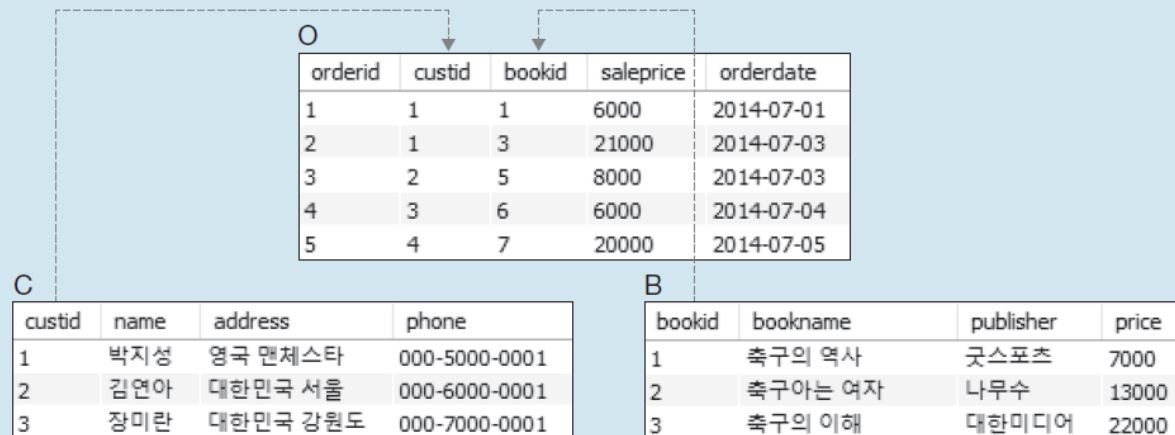 O
orderid custid bookid saleprice orderdate
1 1 1 6000 2014-07-01
2 1 3 21000 2014-07-03
3 2 5 8000 2014-07-03
4 3 6 6000 2014-07-04
5 4 7 20000 2014-07-05
C
custid name address phone
1 박지성 영국 맨체스타 000-5000-0001
2 김연아 대한민국 서울 000-6000-0001
3 장미란 대한민국 강원도 000-7000-0001
B
bookid bookname publisher price
1 축구의 역사 굿스포츠 7000
2 축구아는 여자 나무수 13000
3 축구의 이해 대한미디어 22000